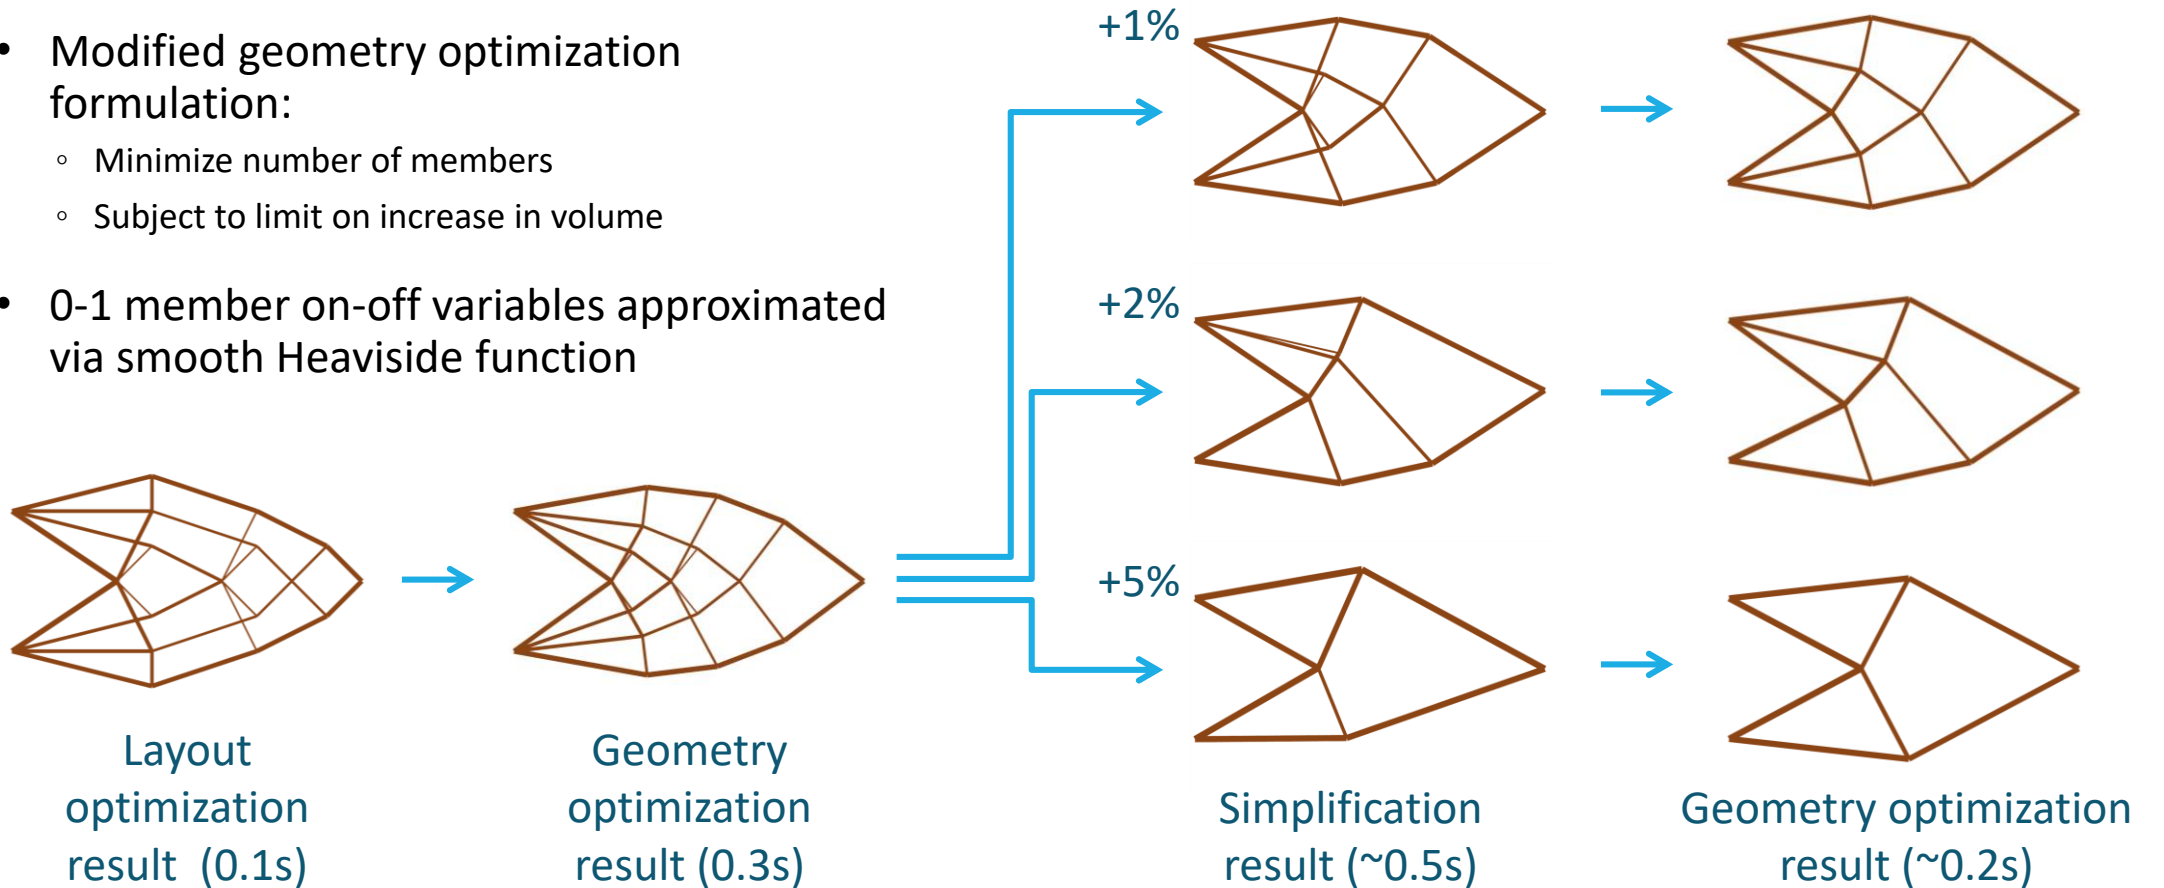 • Modified geometry optimization
formulation:
◦ Minimize number of members
◦ Subject to limit on increase in volume
• 0-1 member on-off variables approximated
via smooth Heaviside function
+1%
+2%
+5%
Layout
optimization
result (0.1s)
Geometry
optimization
result (0.3s)
Simplification
result (~0.5s)
Geometry optimization
result (~0.2s)